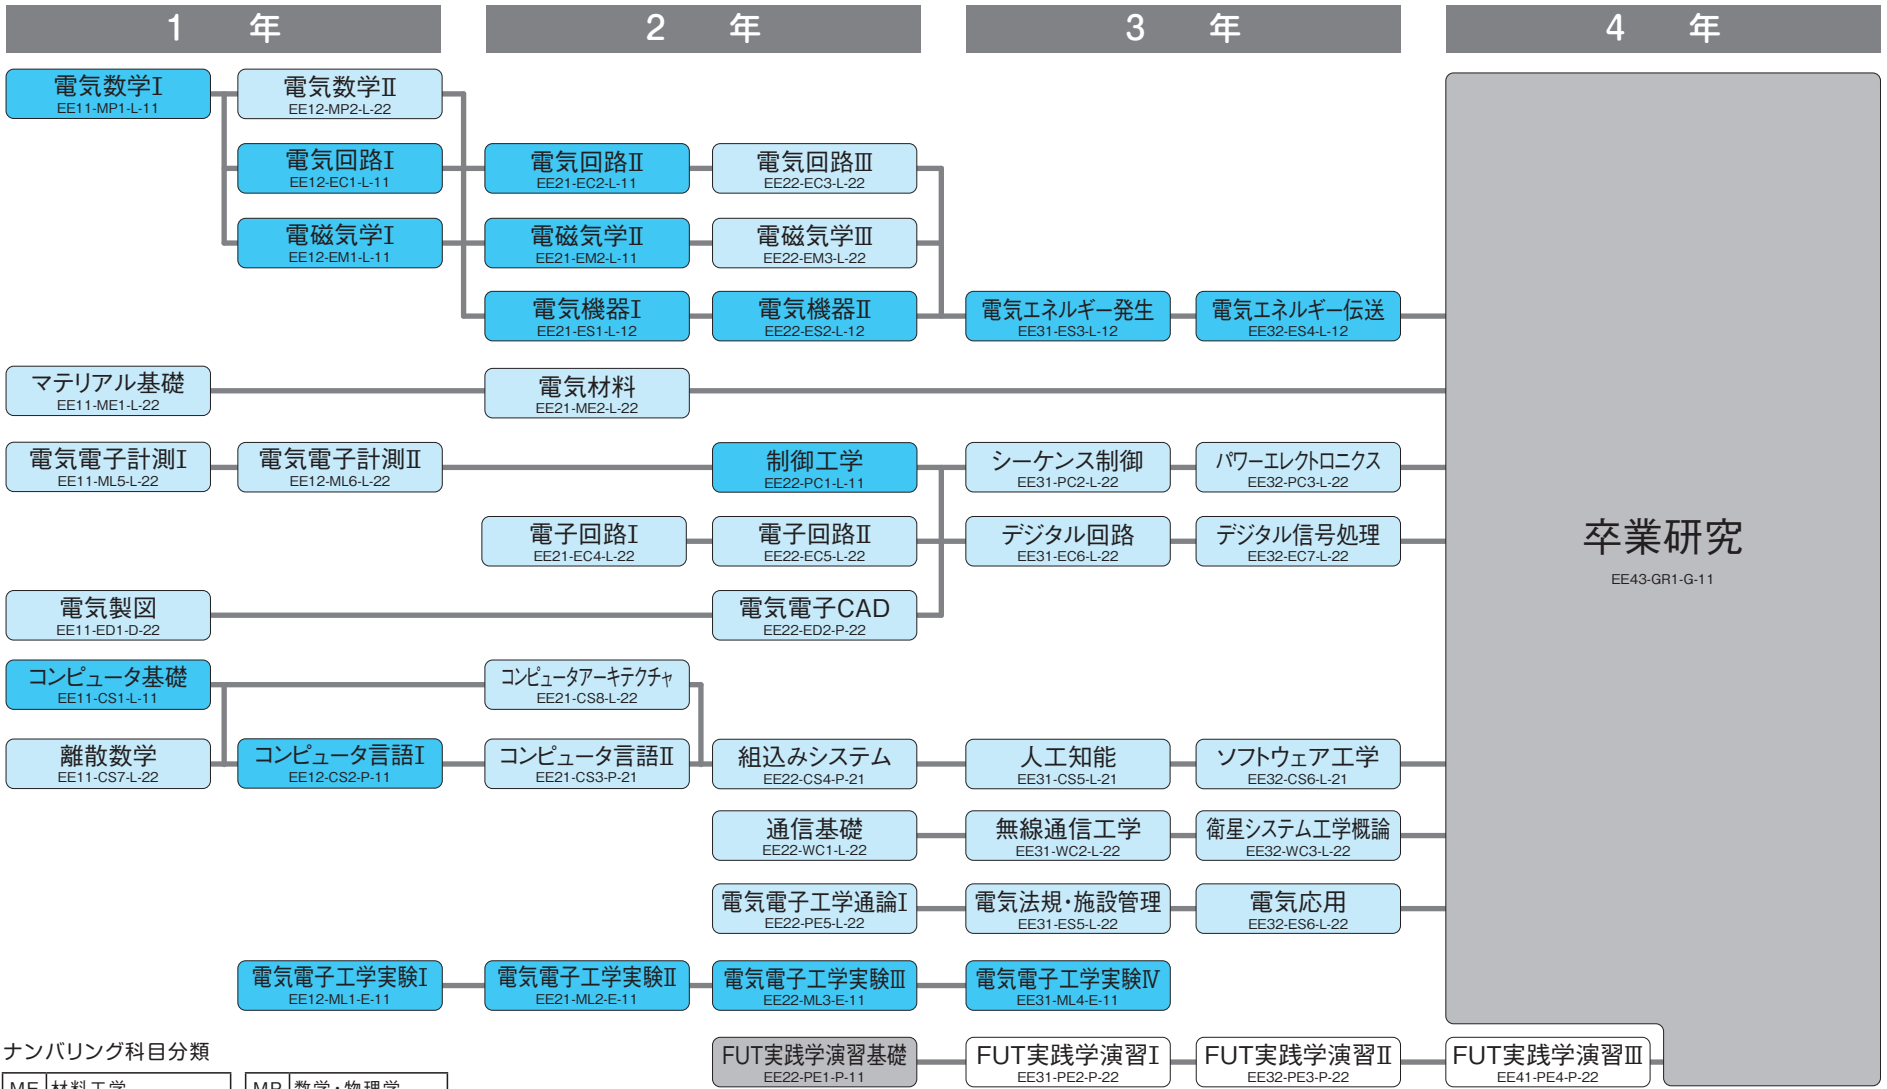 1 年
2 年
3 年
4 年
電気数学Ⅰ
EE11-MP1-L-11
電気数学Ⅱ
EE12-MP2-L-22
電気回路Ⅰ
EE12-EC1-L-11
電気回路Ⅱ
EE21-EC2-L-11
電気回路Ⅲ
EE22-EC3-L-22
電磁気学Ⅰ
EE12-EM1-L-11
電磁気学Ⅱ
EE21-EM2-L-11
電磁気学Ⅲ
EE22-EM3-L-22
電気機器Ⅰ
EE21-ES1-L-12
電気機器Ⅱ
EE22-ES2-L-12
電気エネルギー発生
EE31-ES3-L-12
電気エネルギー伝送
EE32-ES4-L-12
マテリアル基礎
EE11-ME1-L-22
電気材料
EE21-ME2-L-22
電気電子計測Ⅰ
EE11-ML5-L-22
電気電子計測Ⅱ
EE12-ML6-L-22
制御工学
EE22-PC1-L-11
シーケンス制御
EE31-PC2-L-22
パワーエレクトロニクス
EE32-PC3-L-22
電子回路Ⅰ
EE21-EC4-L-22
電子回路Ⅱ
EE22-EC5-L-22
デジタル回路
EE31-EC6-L-22
デジタル信号処理
EE32-EC7-L-22
卒業研究
EE43-GR1-G-11
電気製図
EE11-ED1-D-22
電気電子CAD
EE22-ED2-P-22
コンピュータ基礎
EE11-CS1-L-11
コンピュータアーキテクチャ
EE21-CS8-L-22
離散数学
EE11-CS7-L-22
コンピュータ言語Ⅰ
EE12-CS2-P-11
コンピュータ言語Ⅱ
EE21-CS3-P-21
組込みシステム
EE22-CS4-P-21
人工知能
EE31-CS5-L-21
ソフトウェア工学
EE32-CS6-L-21
通信基礎
EE22-WC1-L-22
無線通信工学
EE31-WC2-L-22
衛星システム工学概論
EE32-WC3-L-22
電気電子工学通論Ⅰ
EE22-PE5-L-22
電気法規・施設管理
EE31-ES5-L-22
電気応用
EE32-ES6-L-22
電気電子工学実験Ⅰ
EE12-ML1-E-11
電気電子工学実験Ⅱ
EE21-ML2-E-11
電気電子工学実験Ⅲ
EE22-ML3-E-11
電気電子工学実験Ⅳ
EE31-ML4-E-11
FUT実践学演習基礎
EE22-PE1-P-11
FUT実践学演習Ⅰ
EE31-PE2-P-22
FUT実践学演習Ⅱ
EE32-PE3-P-22
FUT実践学演習Ⅲ
EE41-PE4-P-22
ナンバリング科目分類
ME 材料工学
MP 数学・物理学